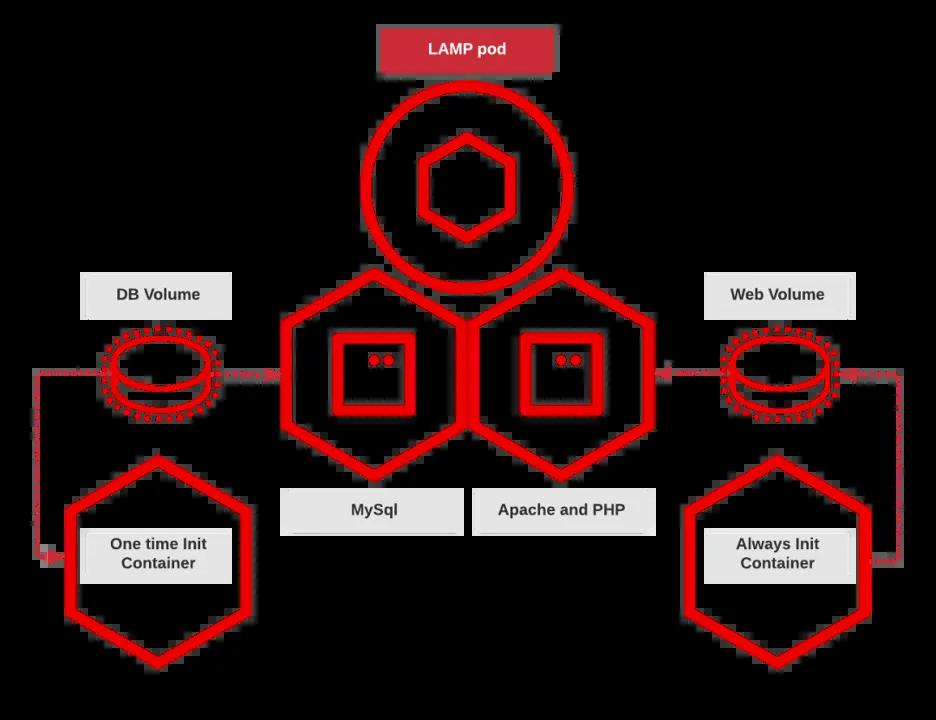 LAMP pod
DB Volume
Web Volume
MySql
Apache and PHP
One time Init
Container
Always Init
Container